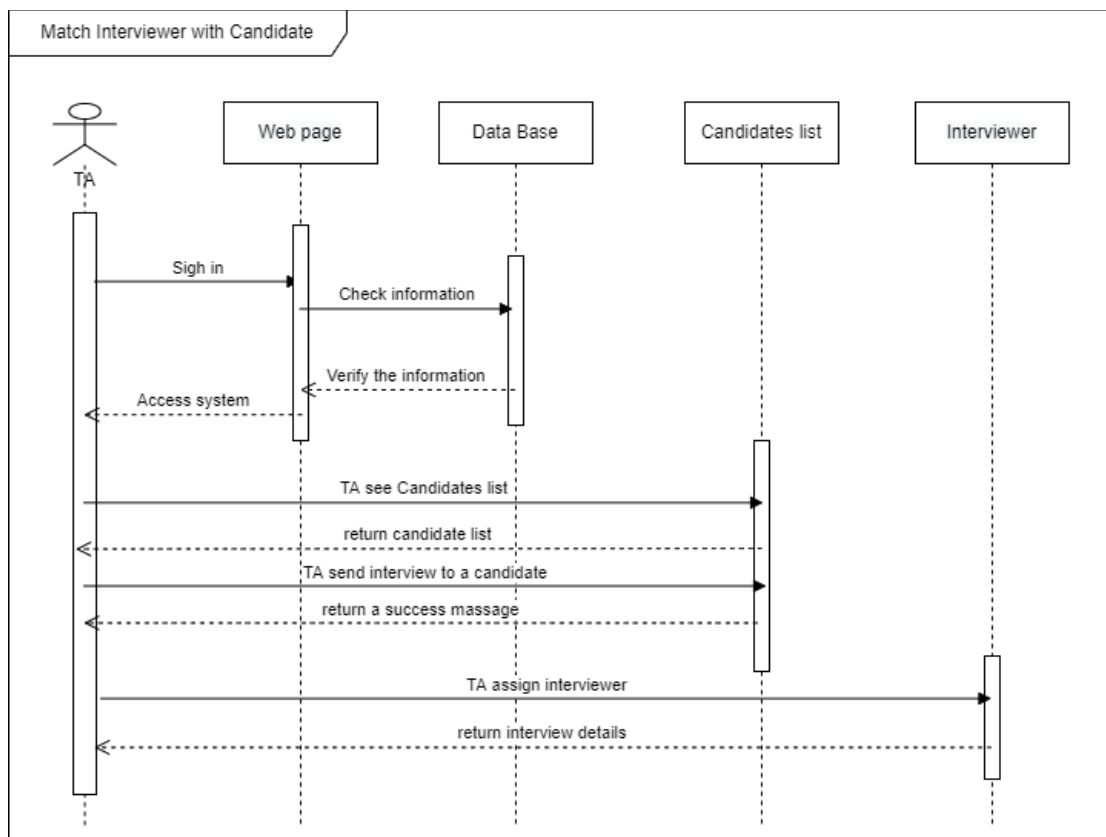 Match Interviewer with Candidate
Web page
Data Base
Candidates list
Interviewer
TA
Sigh in
Check information
Verify the information
Access system
TA see Candidates list
return candidate list
TA send interview to a candidate
return a success massage
TA assign interviewer
return interview details